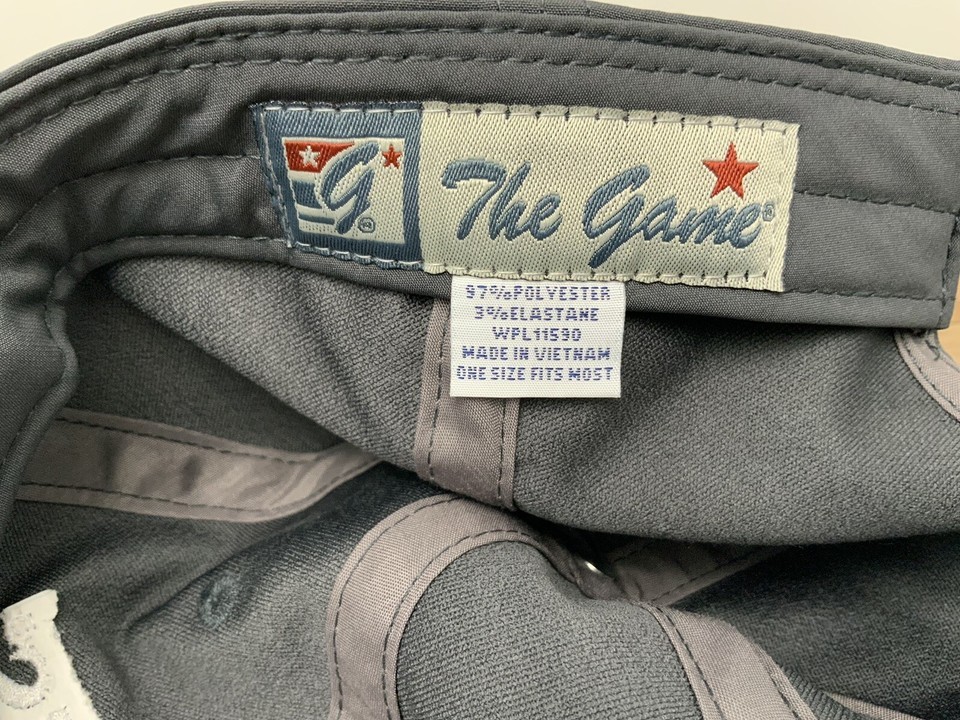 G®
The Game®
97%POLYESTER
3%ELASTANE
WPL11590
MADE IN VIETNAM
ONE SIZE FITS MOST